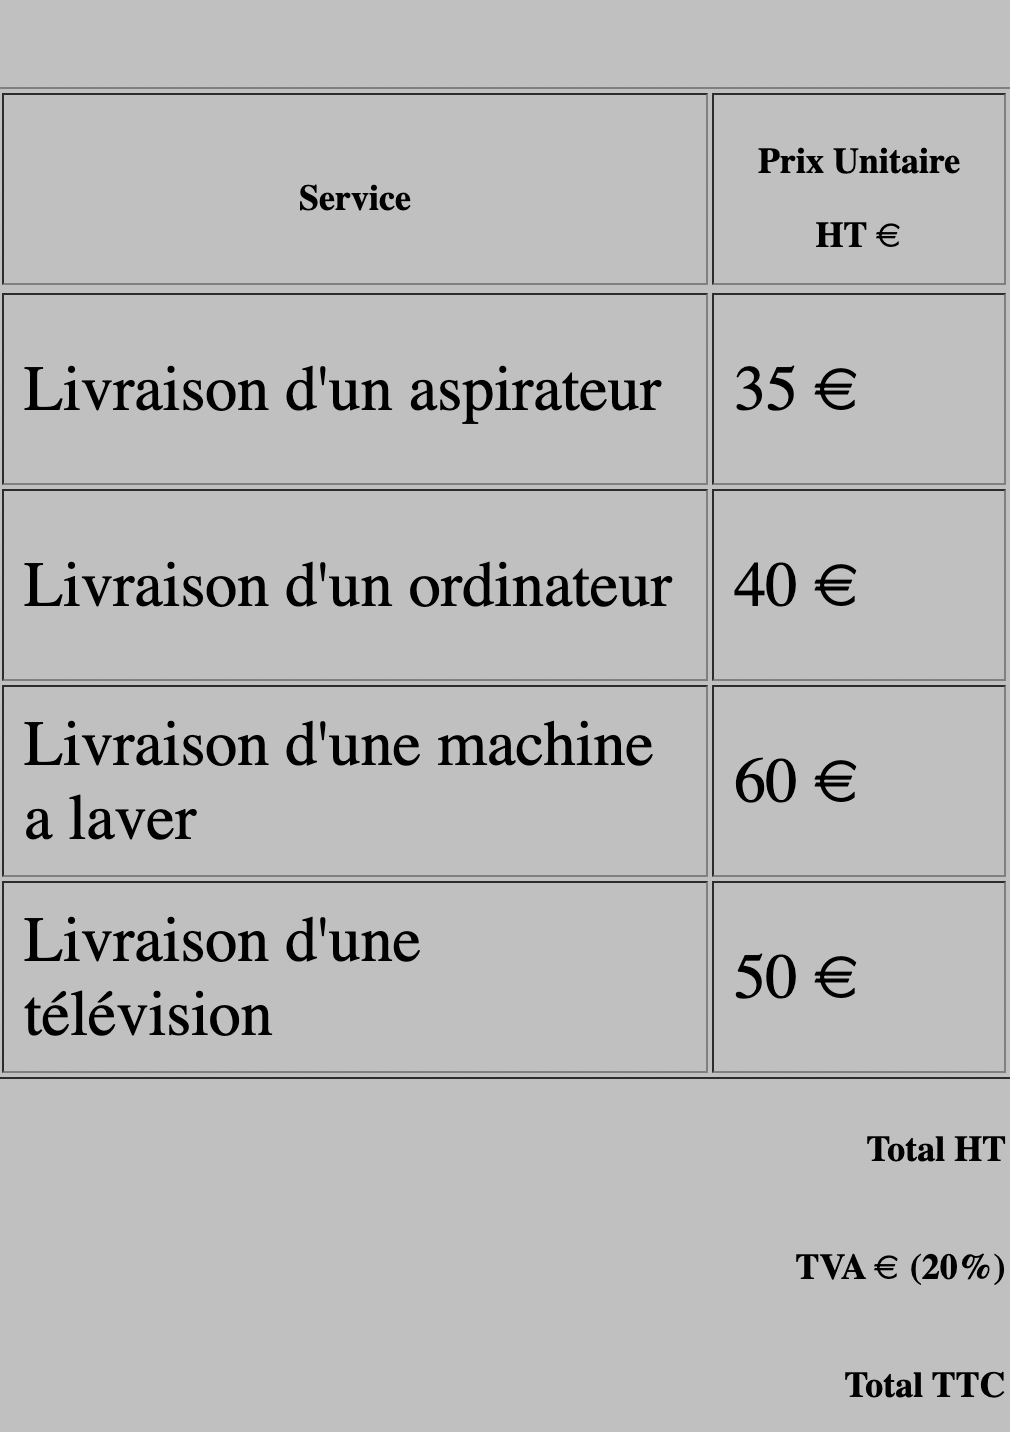 Service
Prix Unitaire
HT €
Livraison d'un aspirateur
35 €
Livraison d'un ordinateur
40 €
Livraison d'une machine
a laver
60 €
Livraison d'une
télévision
50 €
Total HT
TVA € (20%)
Total TTC